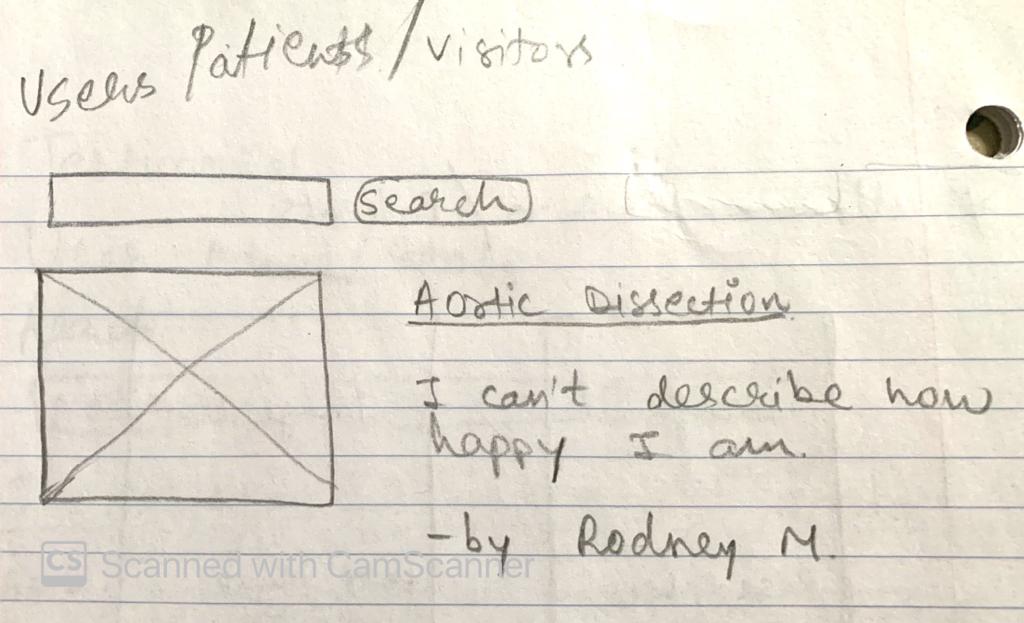 Users Patients / visitors
Search
Aortic Dissection
I can't describe how
happy I am.
- by Rodney M.
CS Scanned with CamScanner